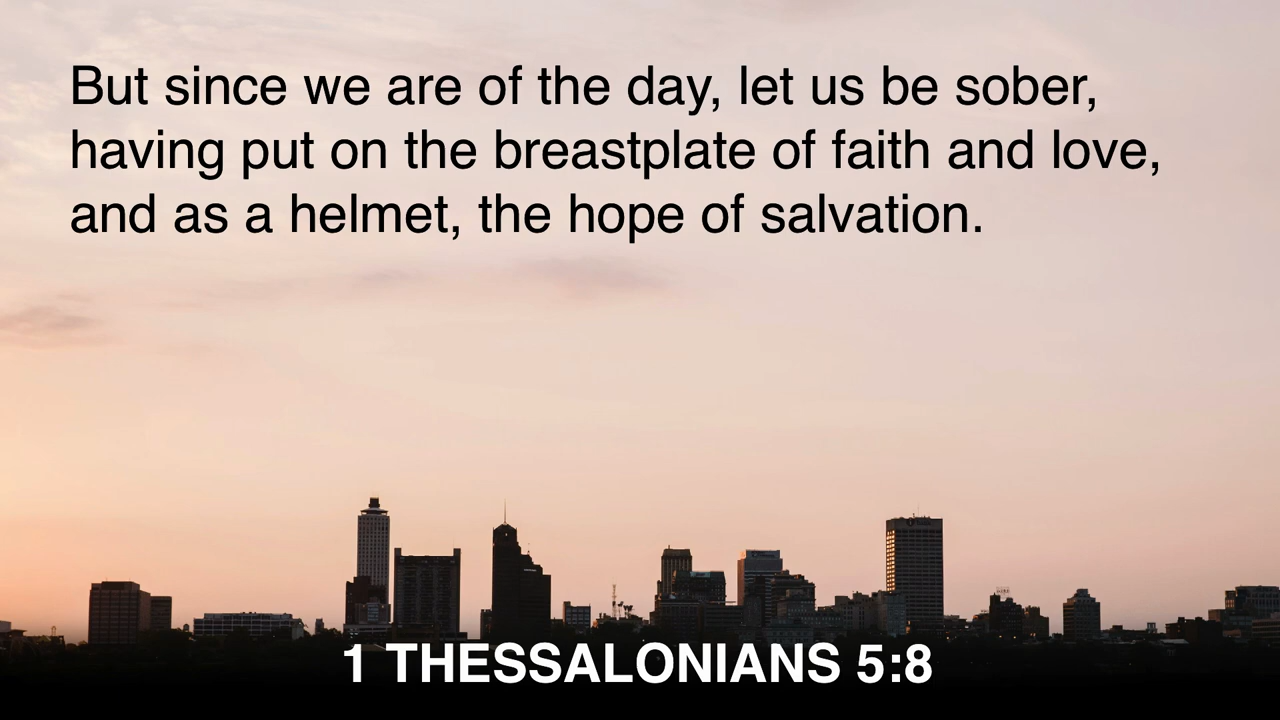 But since we are of the day, let us be sober,
having put on the breastplate of faith and love,
and as a helmet, the hope of salvation.
1 THESSALONIANS 5:8